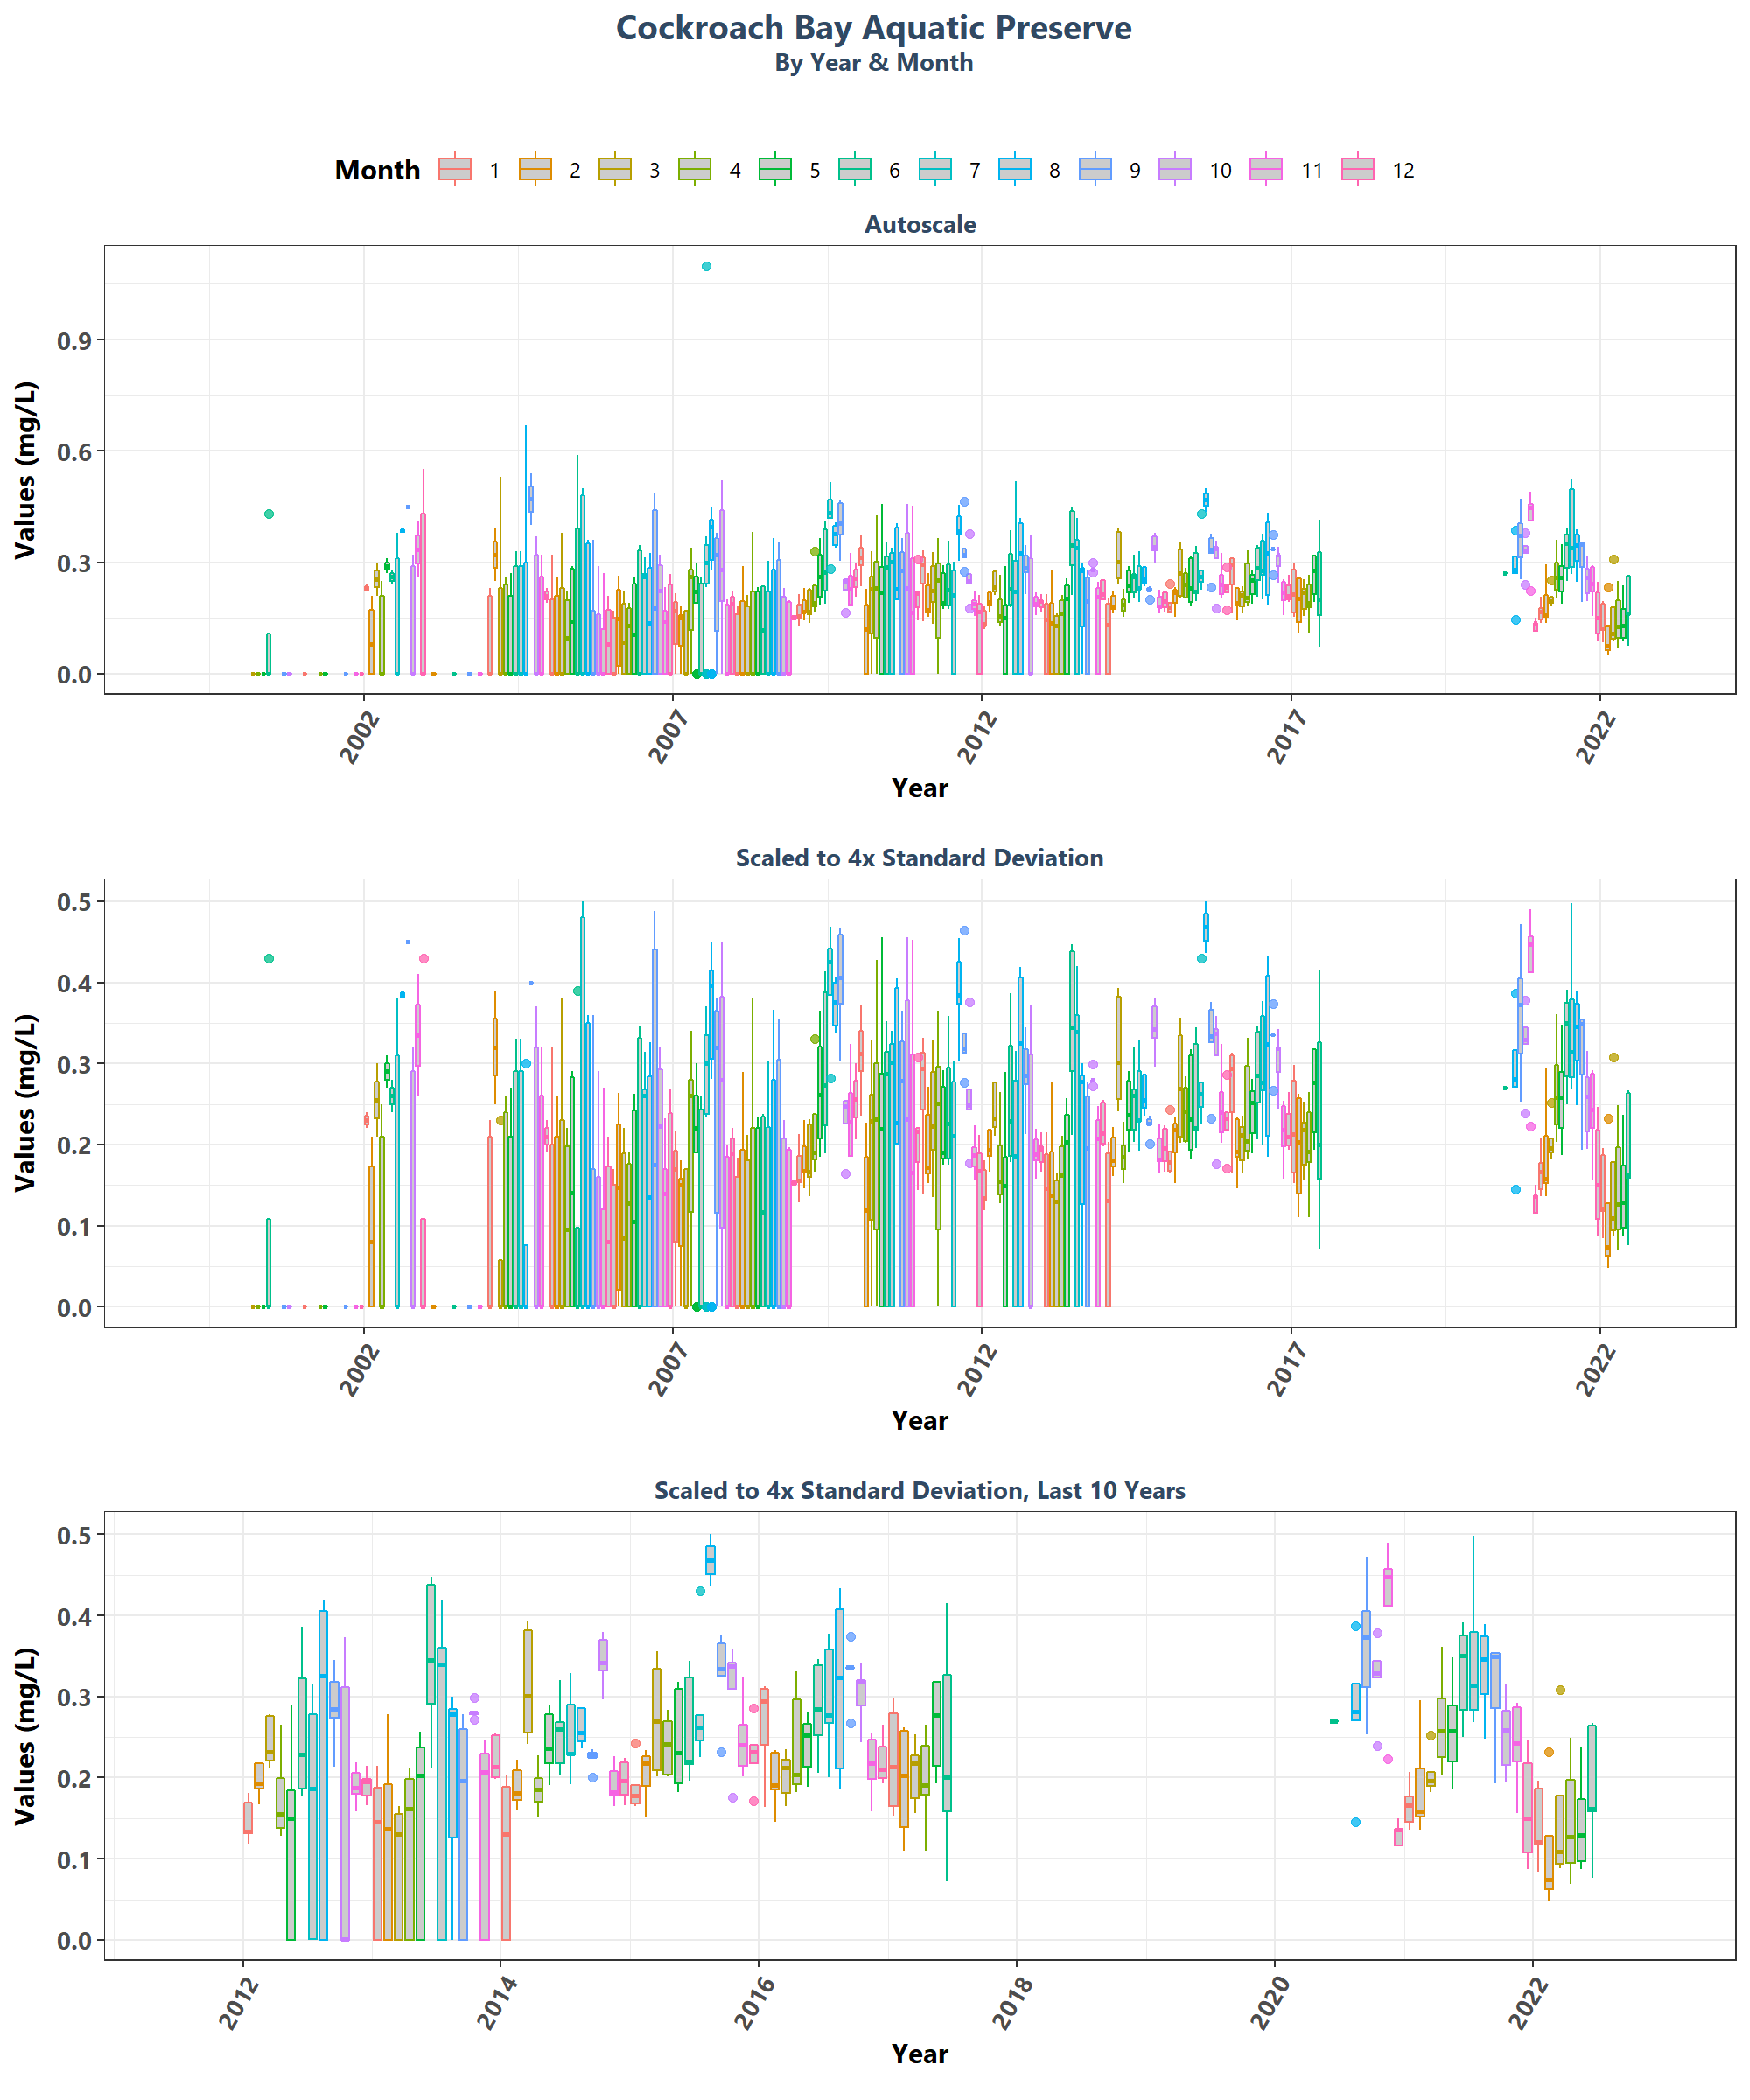 Cockroach Bay Aquatic Preserve
By Year & Month
Month 1 2 3 4 5 6 7 8 9 10 11 12
Autoscale
Values (mg/L)
0.9
0.6
0.3
0.0
2002 2007 2012 2017 2022
Year
Scaled to 4x Standard Deviation
Values (mg/L)
0.5
0.4
0.3
0.2
0.1
0.0
2002 2007 2012 2017 2022
Year
Scaled to 4x Standard Deviation, Last 10 Years
Values (mg/L)
0.5
0.4
0.3
0.2
0.1
0.0
2012 2014 2016 2018 2020 2022
Year